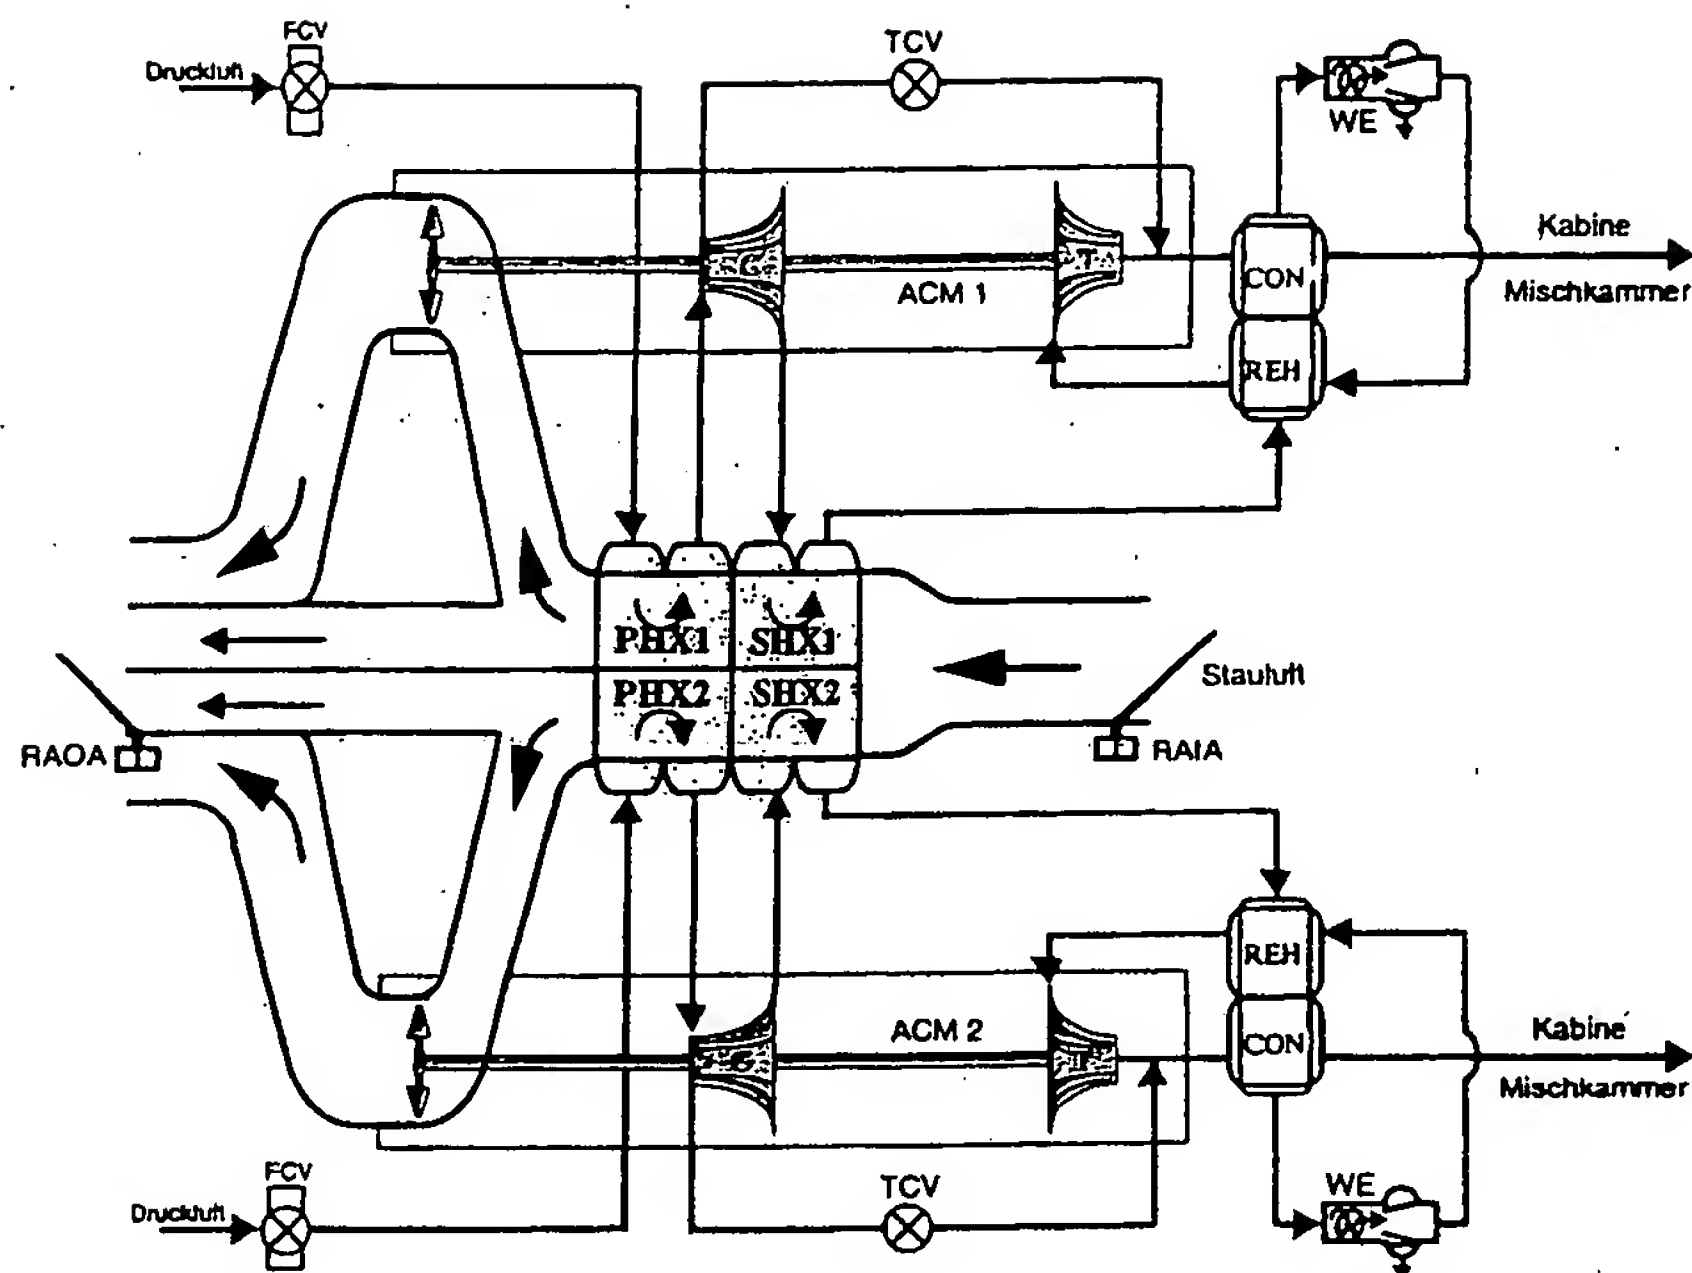 FCV
TCV
Druckluft
WE
Kabine
C
T
ACM 1
CON
Mischkammer
REH
PHX1
SHX1
Stauluft
PHX2
SHX2
RAOA
RAIA
REH
ACM 2
Kabine
CON
C
T
Mischkammer
FCV
TCV
WE
Druckluft